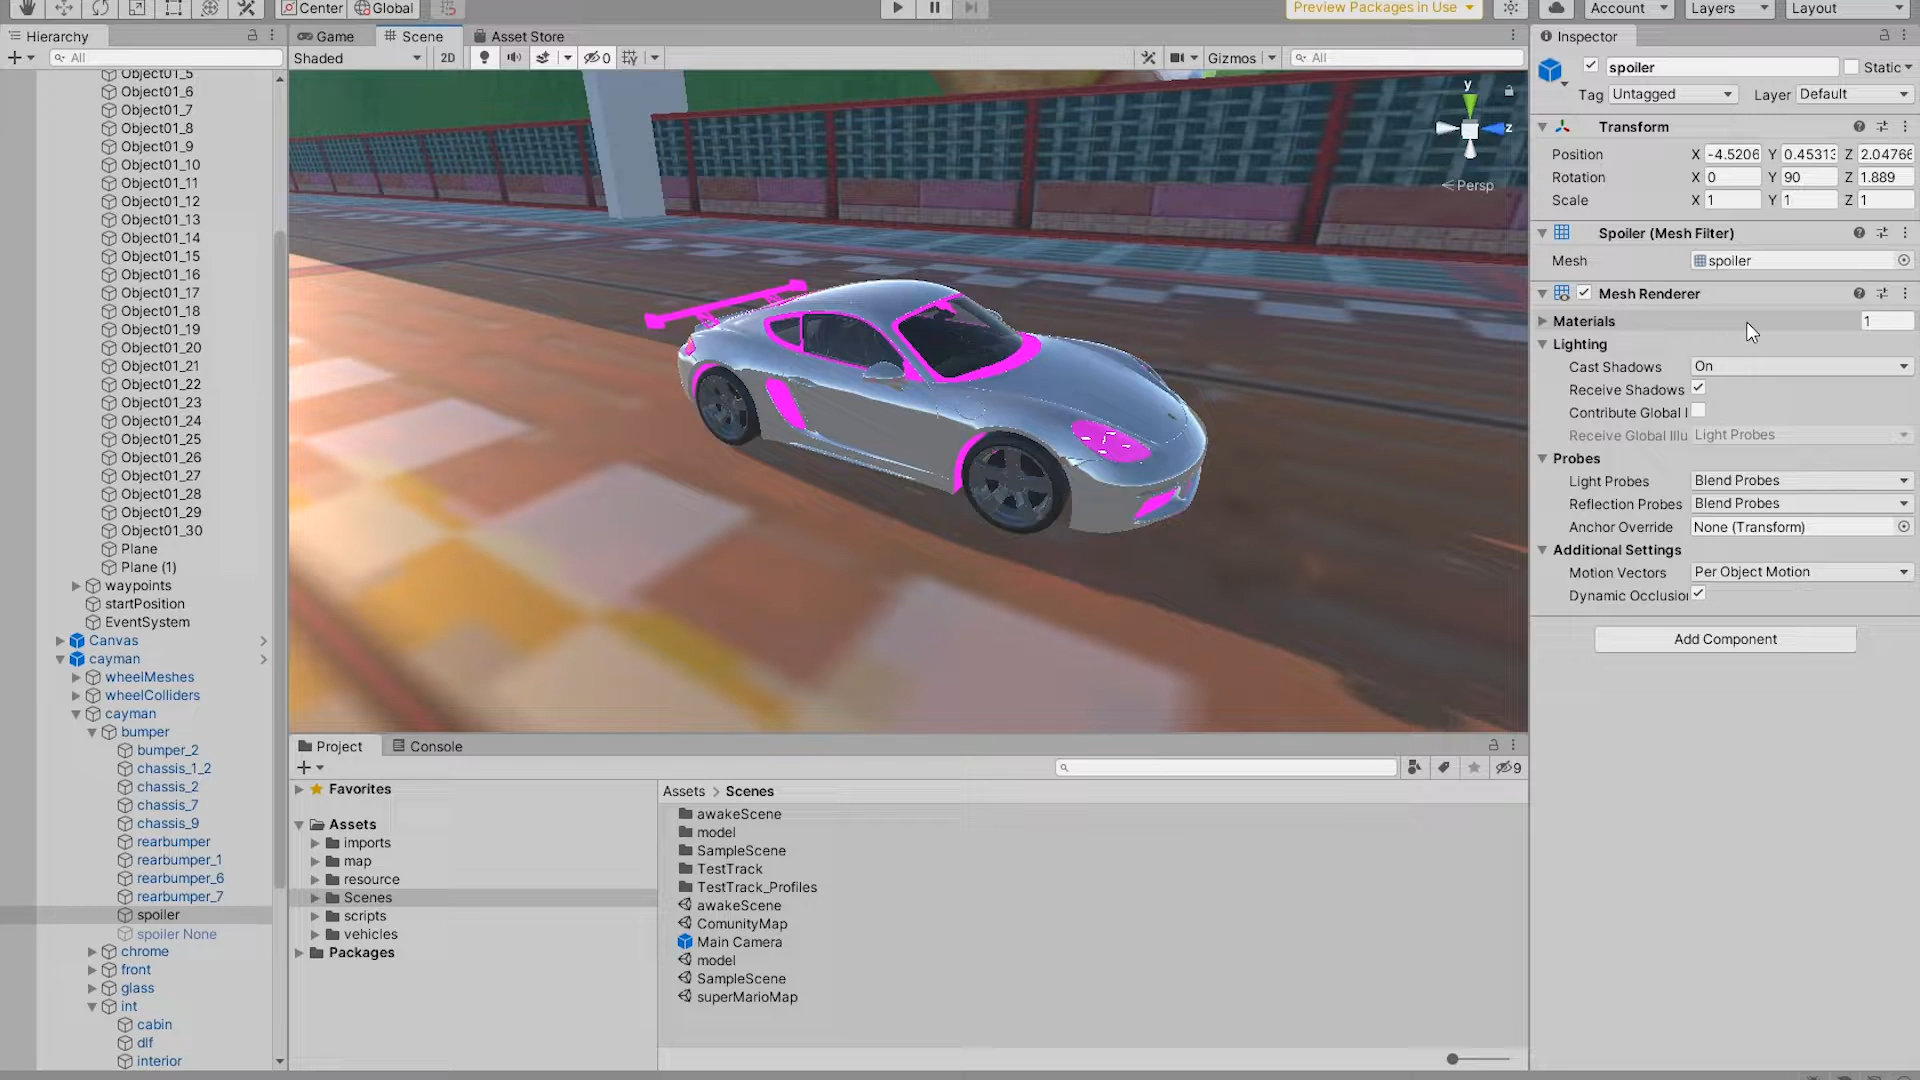 Center Global
Preview Packages in Use
Account Layers Layout
Hierarchy
All
Object01_5
Object01_6
Object01_7
Object01_8
Object01_9
Object01_10
Object01_11
Object01_12
Object01_13
Object01_14
Object01_15
Object01_16
Object01_17
Object01_18
Object01_19
Object01_20
Object01_21
Object01_22
Object01_23
Object01_24
Object01_25
Object01_26
Object01_27
Object01_28
Object01_29
Object01_30
Plane
Plane (1)
waypoints
startPosition
EventSystem
Canvas
cayman
wheelMeshes
wheelColliders
cayman
bumper
bumper_2
chassis_1_2
chassis_2
chassis_7
chassis_9
rearbumper
rearbumper_1
rearbumper_6
rearbumper_7
spoiler
spoiler None
chrome
front
glass
int
cabin
dlf
interior
Game Scene Asset Store
Shaded 2D 0 Gizmos All
y
z
Persp
Project Console
9
Favorites
Assets
imports
map
resource
Scenes
scripts
vehicles
Packages
Assets > Scenes
awakeScene
model
SampleScene
TestTrack
TestTrack_Profiles
awakeScene
ComunityMap
Main Camera
model
SampleScene
superMarioMap
Inspector
spoiler Static
Tag Untagged Layer Default
Transform
Position X -4.5206 Y 0.45313 Z 2.04766
Rotation X 0 Y 90 Z 1.889
Scale X 1 Y 1 Z 1
Spoiler (Mesh Filter)
Mesh spoiler
Mesh Renderer
Materials 1
Lighting
Cast Shadows On
Receive Shadows
Contribute Global I
Receive Global Illu Light Probes
Probes
Light Probes Blend Probes
Reflection Probes Blend Probes
Anchor Override None (Transform)
Additional Settings
Motion Vectors Per Object Motion
Dynamic Occlusio
Add Component